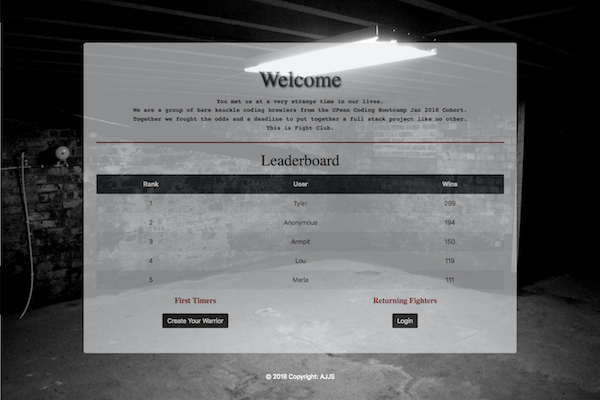 Welcome
You met us at a very strange time in our lives.
We are a group of bare knuckle coding brawlers from the UPenn Coding Bootcamp Jan 2018 Cohort.
Together we fought the odds and a deadline to put together a full stack project like no other.
This is Fight Club.
Leaderboard
Rank User Wins
1 Tyler 299
2 Anonymous 194
3 Armpit 150
4 Lou 119
5 Marla 111
First Timers Returning Fighters
Create Your Warrior Login
© 2018 Copyright: AJJS